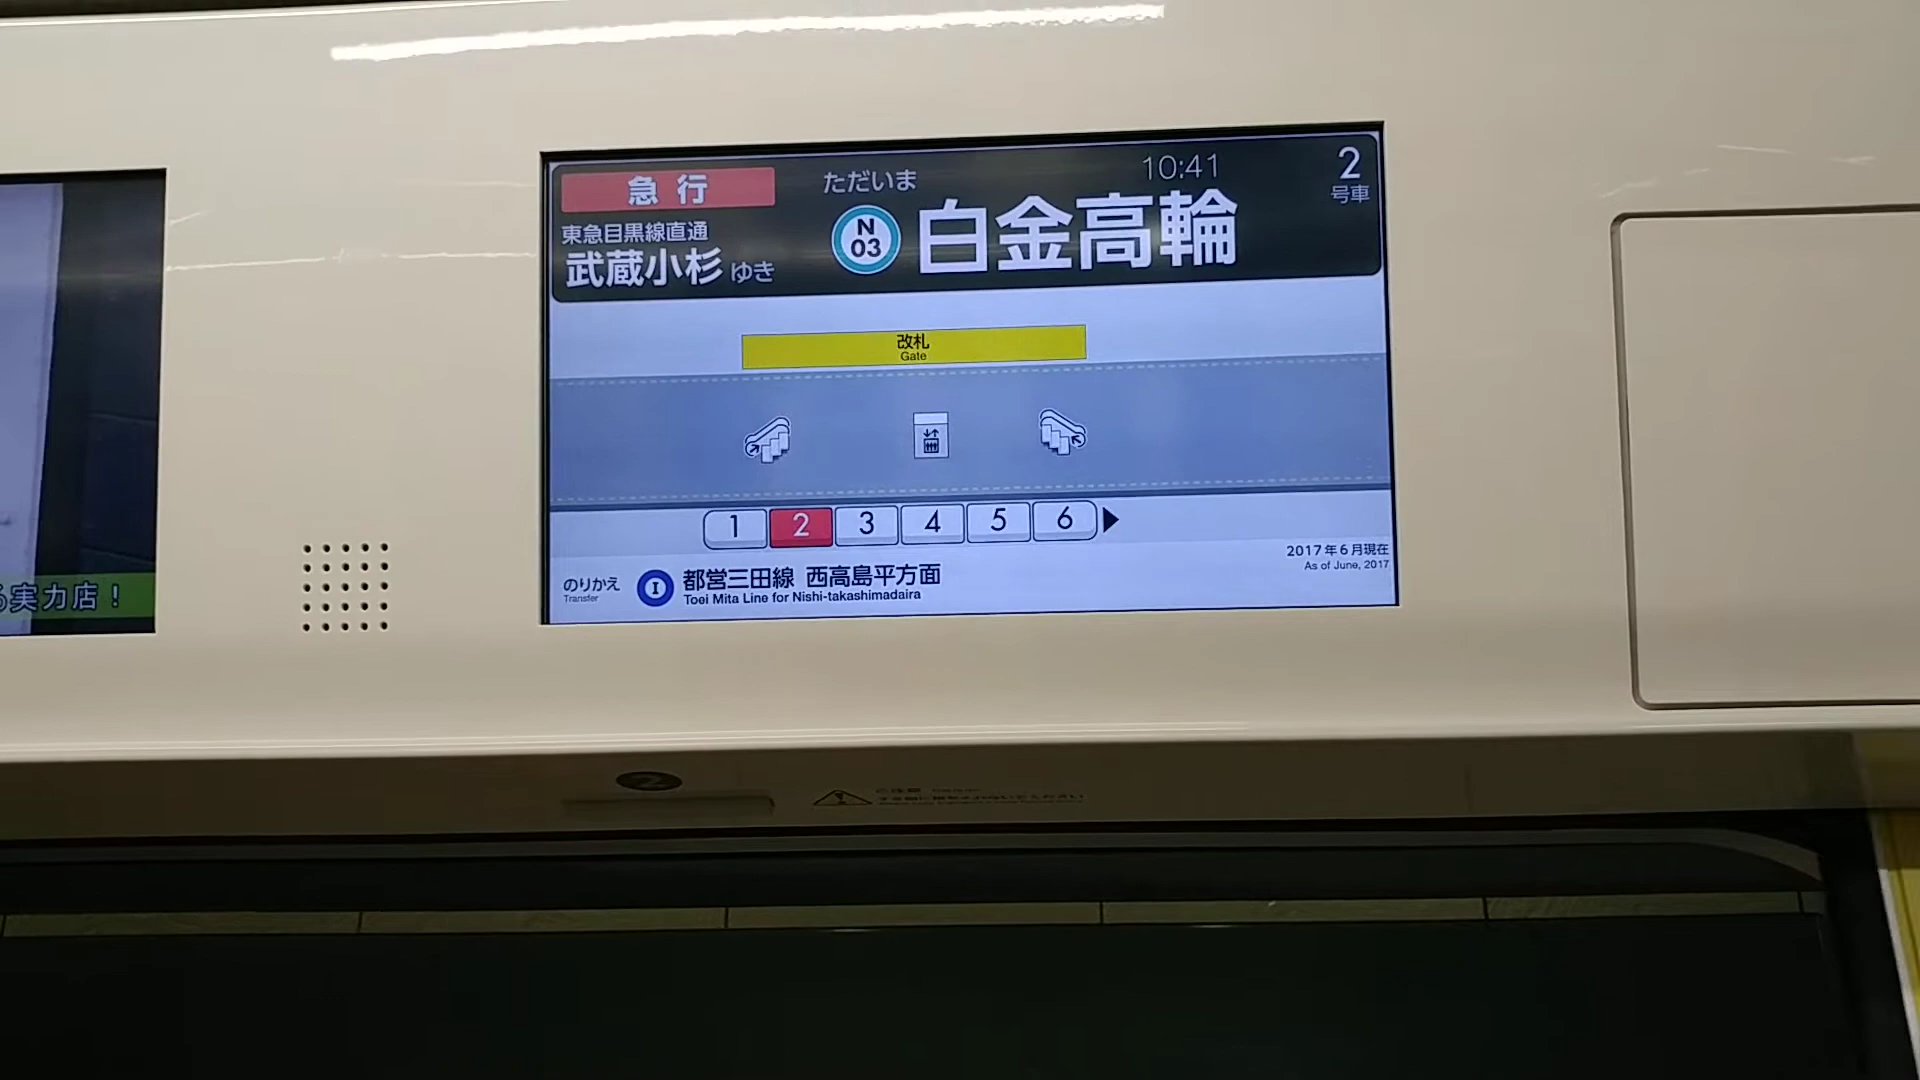 急行
東急目黒線直通
武蔵小杉 ゆき
ただいま
N
03
白金高輪
10:41
2
号車
改札
Gate
1 2 3 4 5 6
2017年6月現在
As of June, 2017
のりかえ
Transfer
I
都営三田線 西高島平方面
Toei Mita Line for Nishi-takashimadaira
実力店！
2